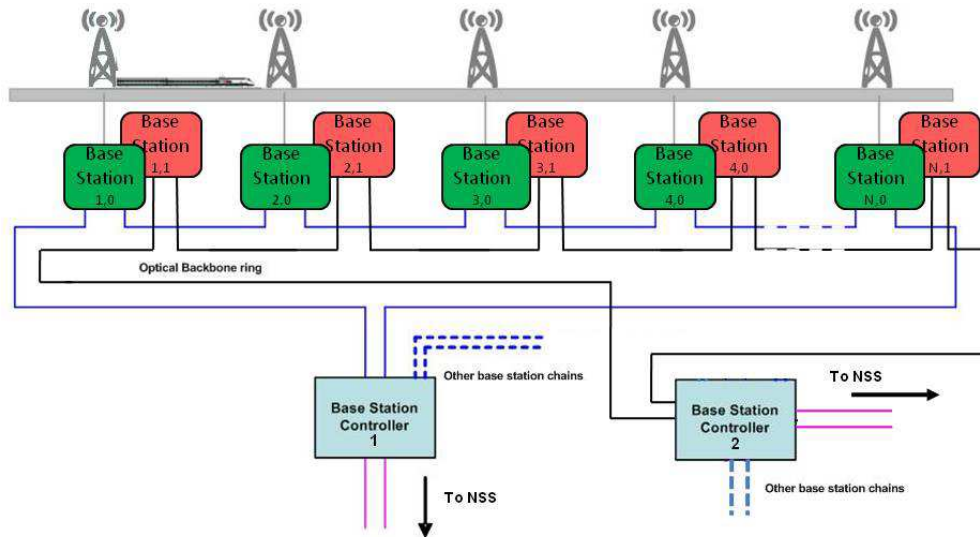 Base
Station
1,1
Base
Station
1,0
Base
Station
2,1
Base
Station
2,0
Base
Station
3,1
Base
Station
3,0
Base
Station
4,0
Base
Station
4,0
Base
Station
N,1
Base
Station
N,0
Optical Backbone ring
Other base station chains
Base Station
Controller
1
To NSS
To NSS
Base Station
Controller
2
Other base station chains